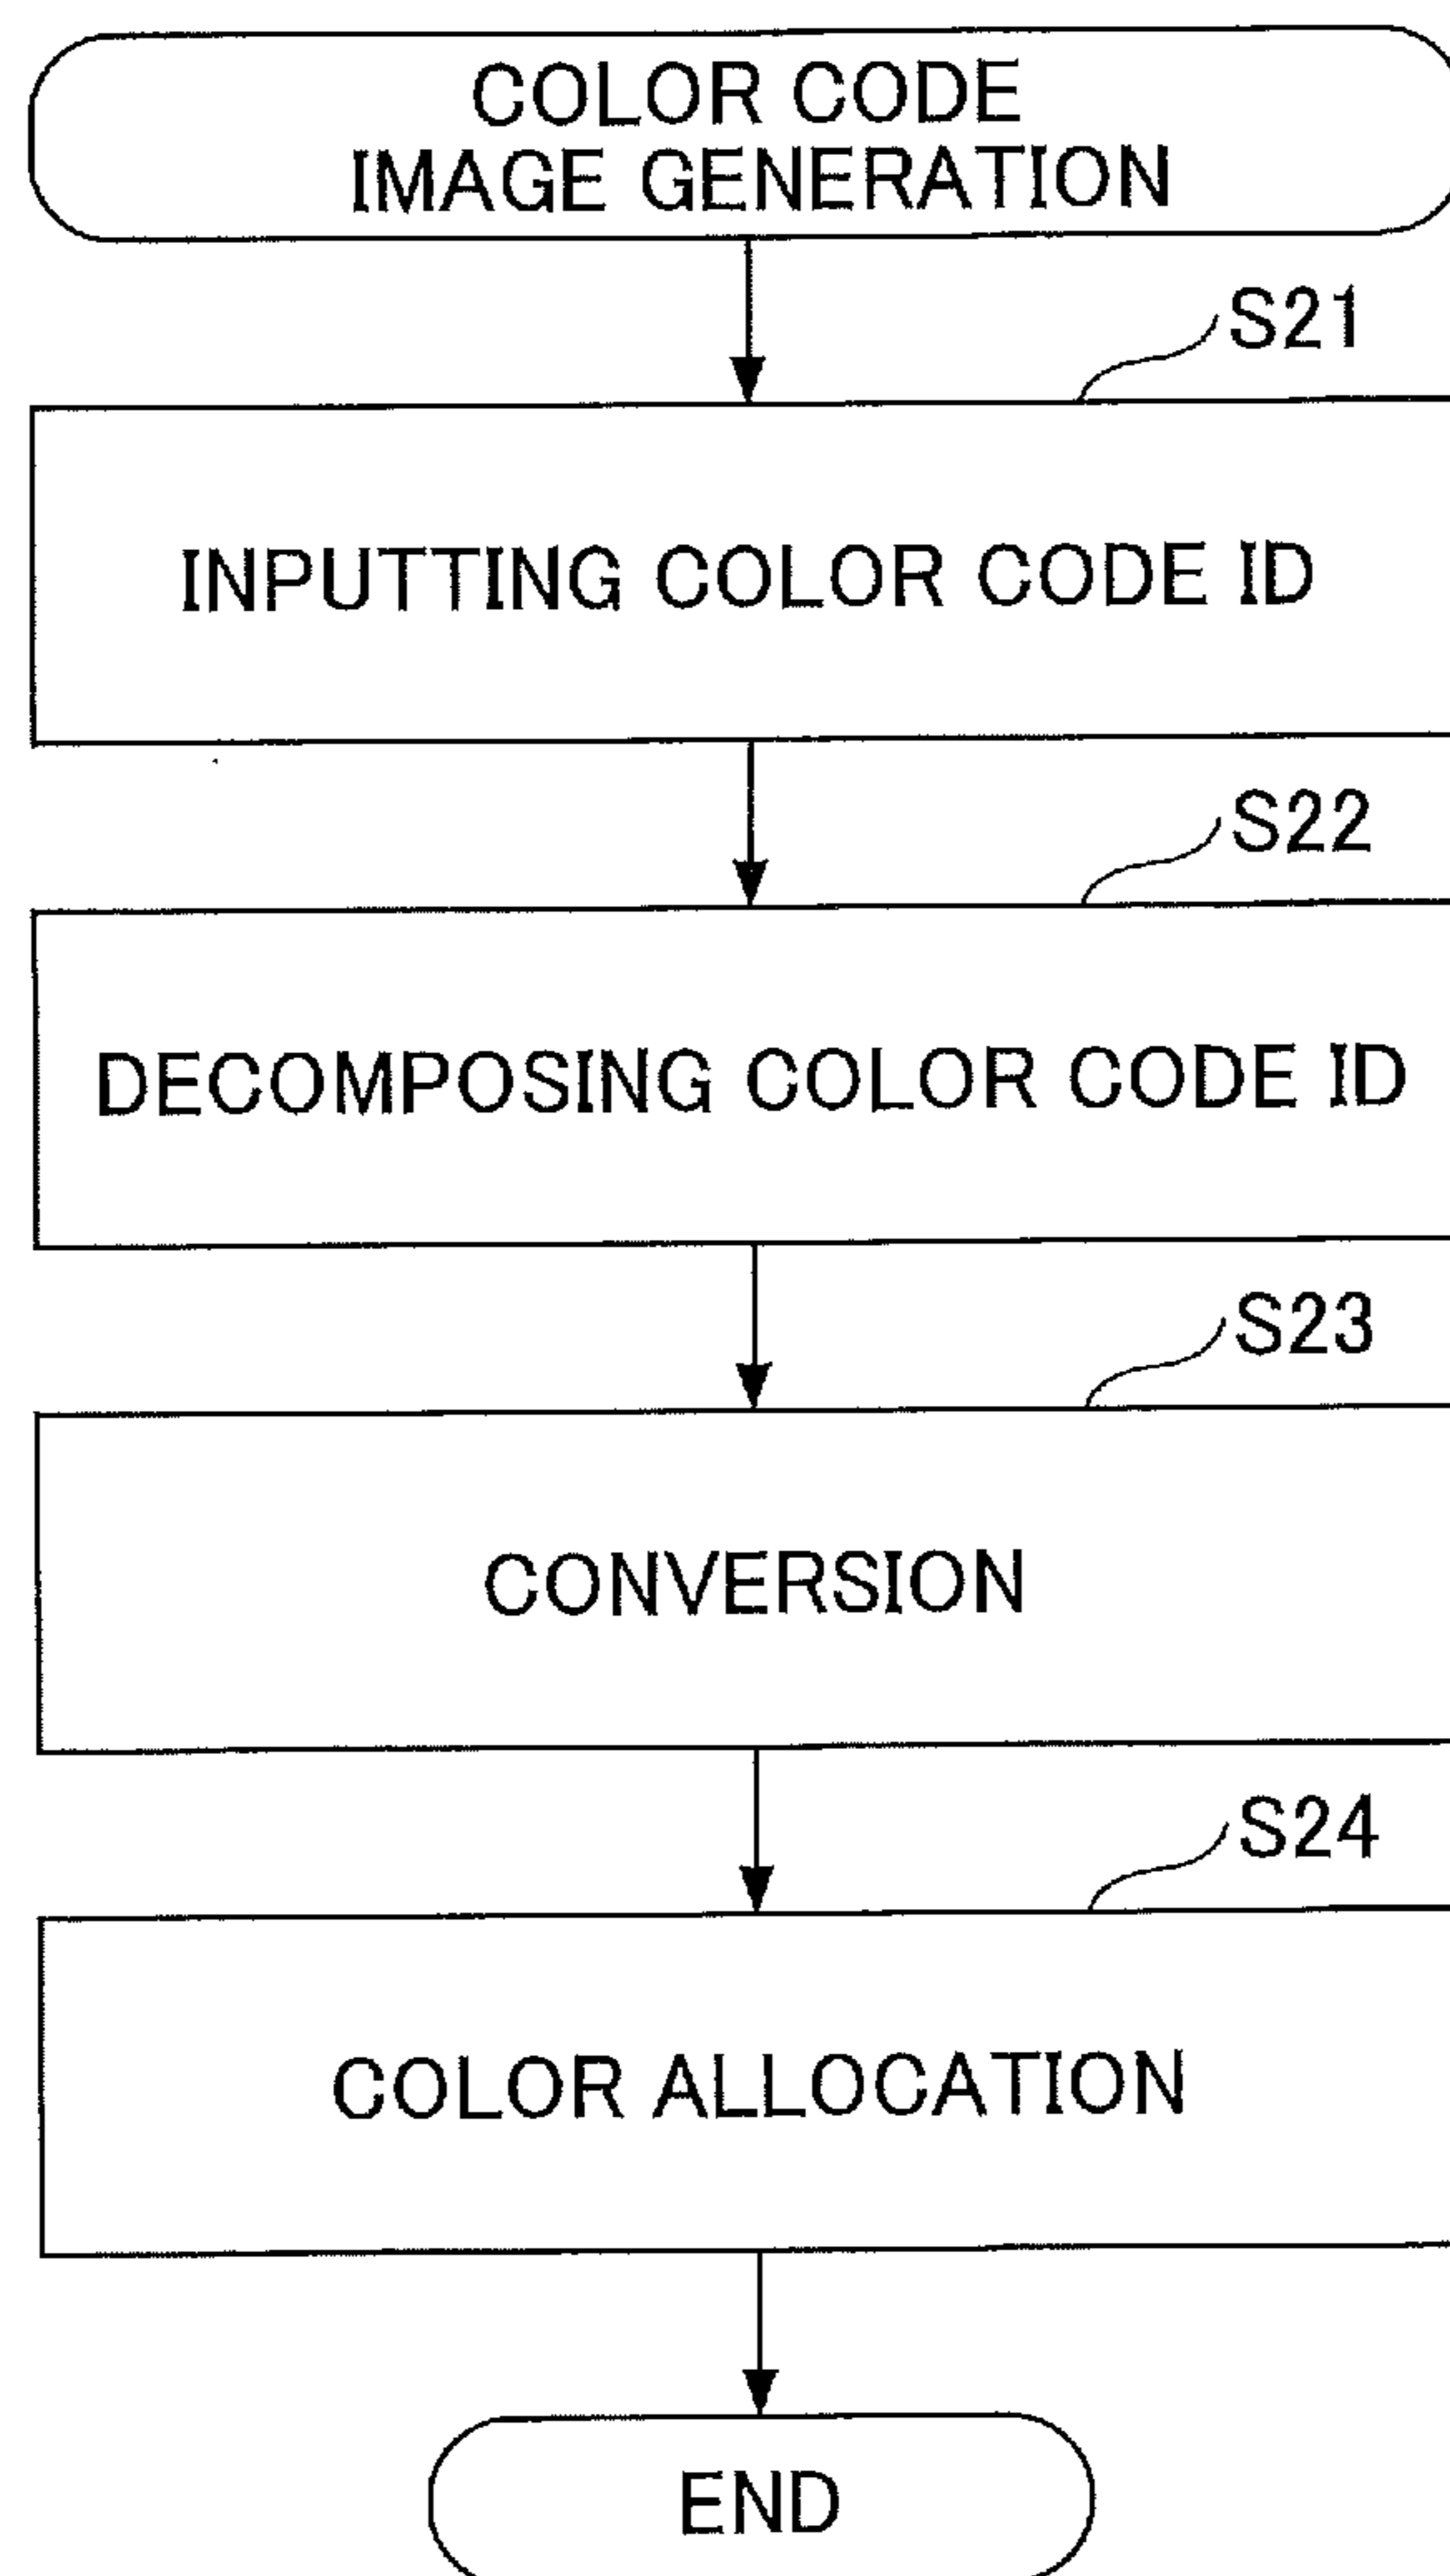 COLOR CODE
IMAGE GENERATION
S21
INPUTTING COLOR CODE ID
S22
DECOMPOSING COLOR CODE ID
S23
CONVERSION
S24
COLOR ALLOCATION
END